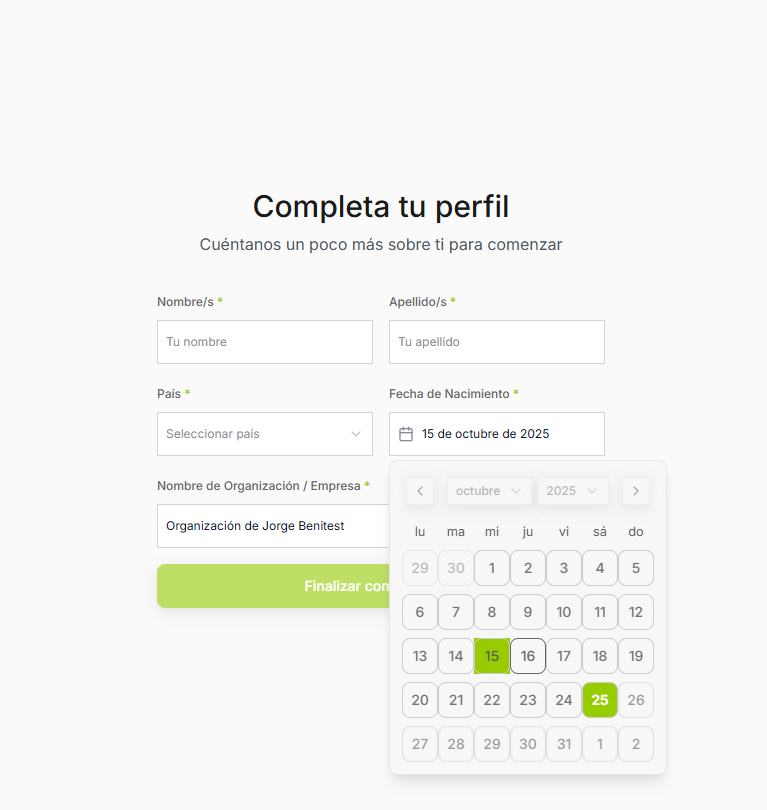 Completa tu perfil
Cuéntanos un poco más sobre ti para comenzar
Nombre/s * Apellido/s *
Tu nombre Tu apellido
País * Fecha de Nacimiento *
Seleccionar país 15 de octubre de 2025
Nombre de Organización / Empresa *
octubre 2025
Organización de Jorge Benitest
lu ma mi ju vi sá do
29 30 1 2 3 4 5
Finalizar con
6 7 8 9 10 11 12
13 14 15 16 17 18 19
20 21 22 23 24 25 26
27 28 29 30 31 1 2